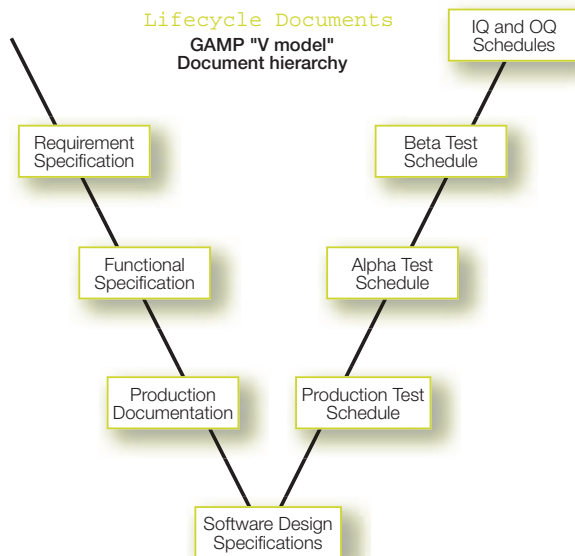 Lifecycle Documents
GAMP "V model"
Document hierarchy
IQ and OQ
Schedules
Requirement
Specification
Beta Test
Schedule
Functional
Specification
Alpha Test
Schedule
Production
Documentation
Production Test
Schedule
Software Design
Specifications